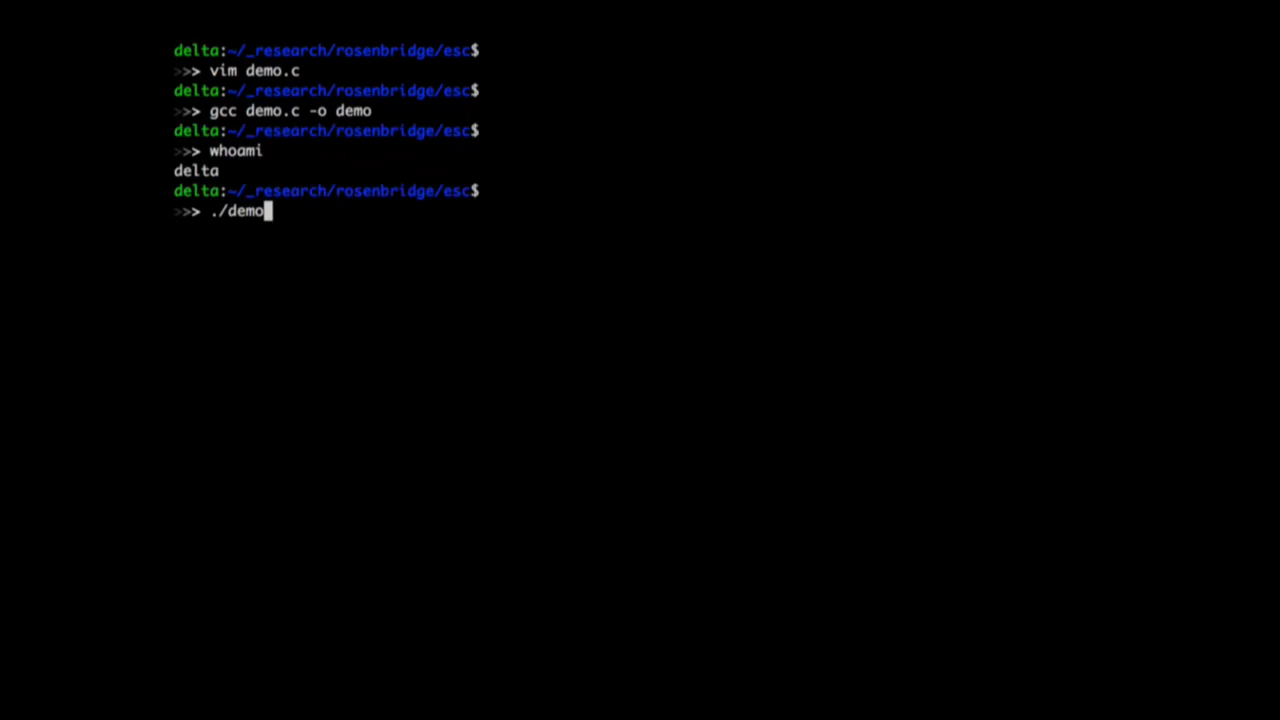 delta:~/_research/rosenbridge/esc$
>>> vim demo.c
delta:~/_research/rosenbridge/esc$
>>> gcc demo.c -o demo
delta:~/_research/rosenbridge/esc$
>>> whoami
delta
delta:~/_research/rosenbridge/esc$
>>> ./demo